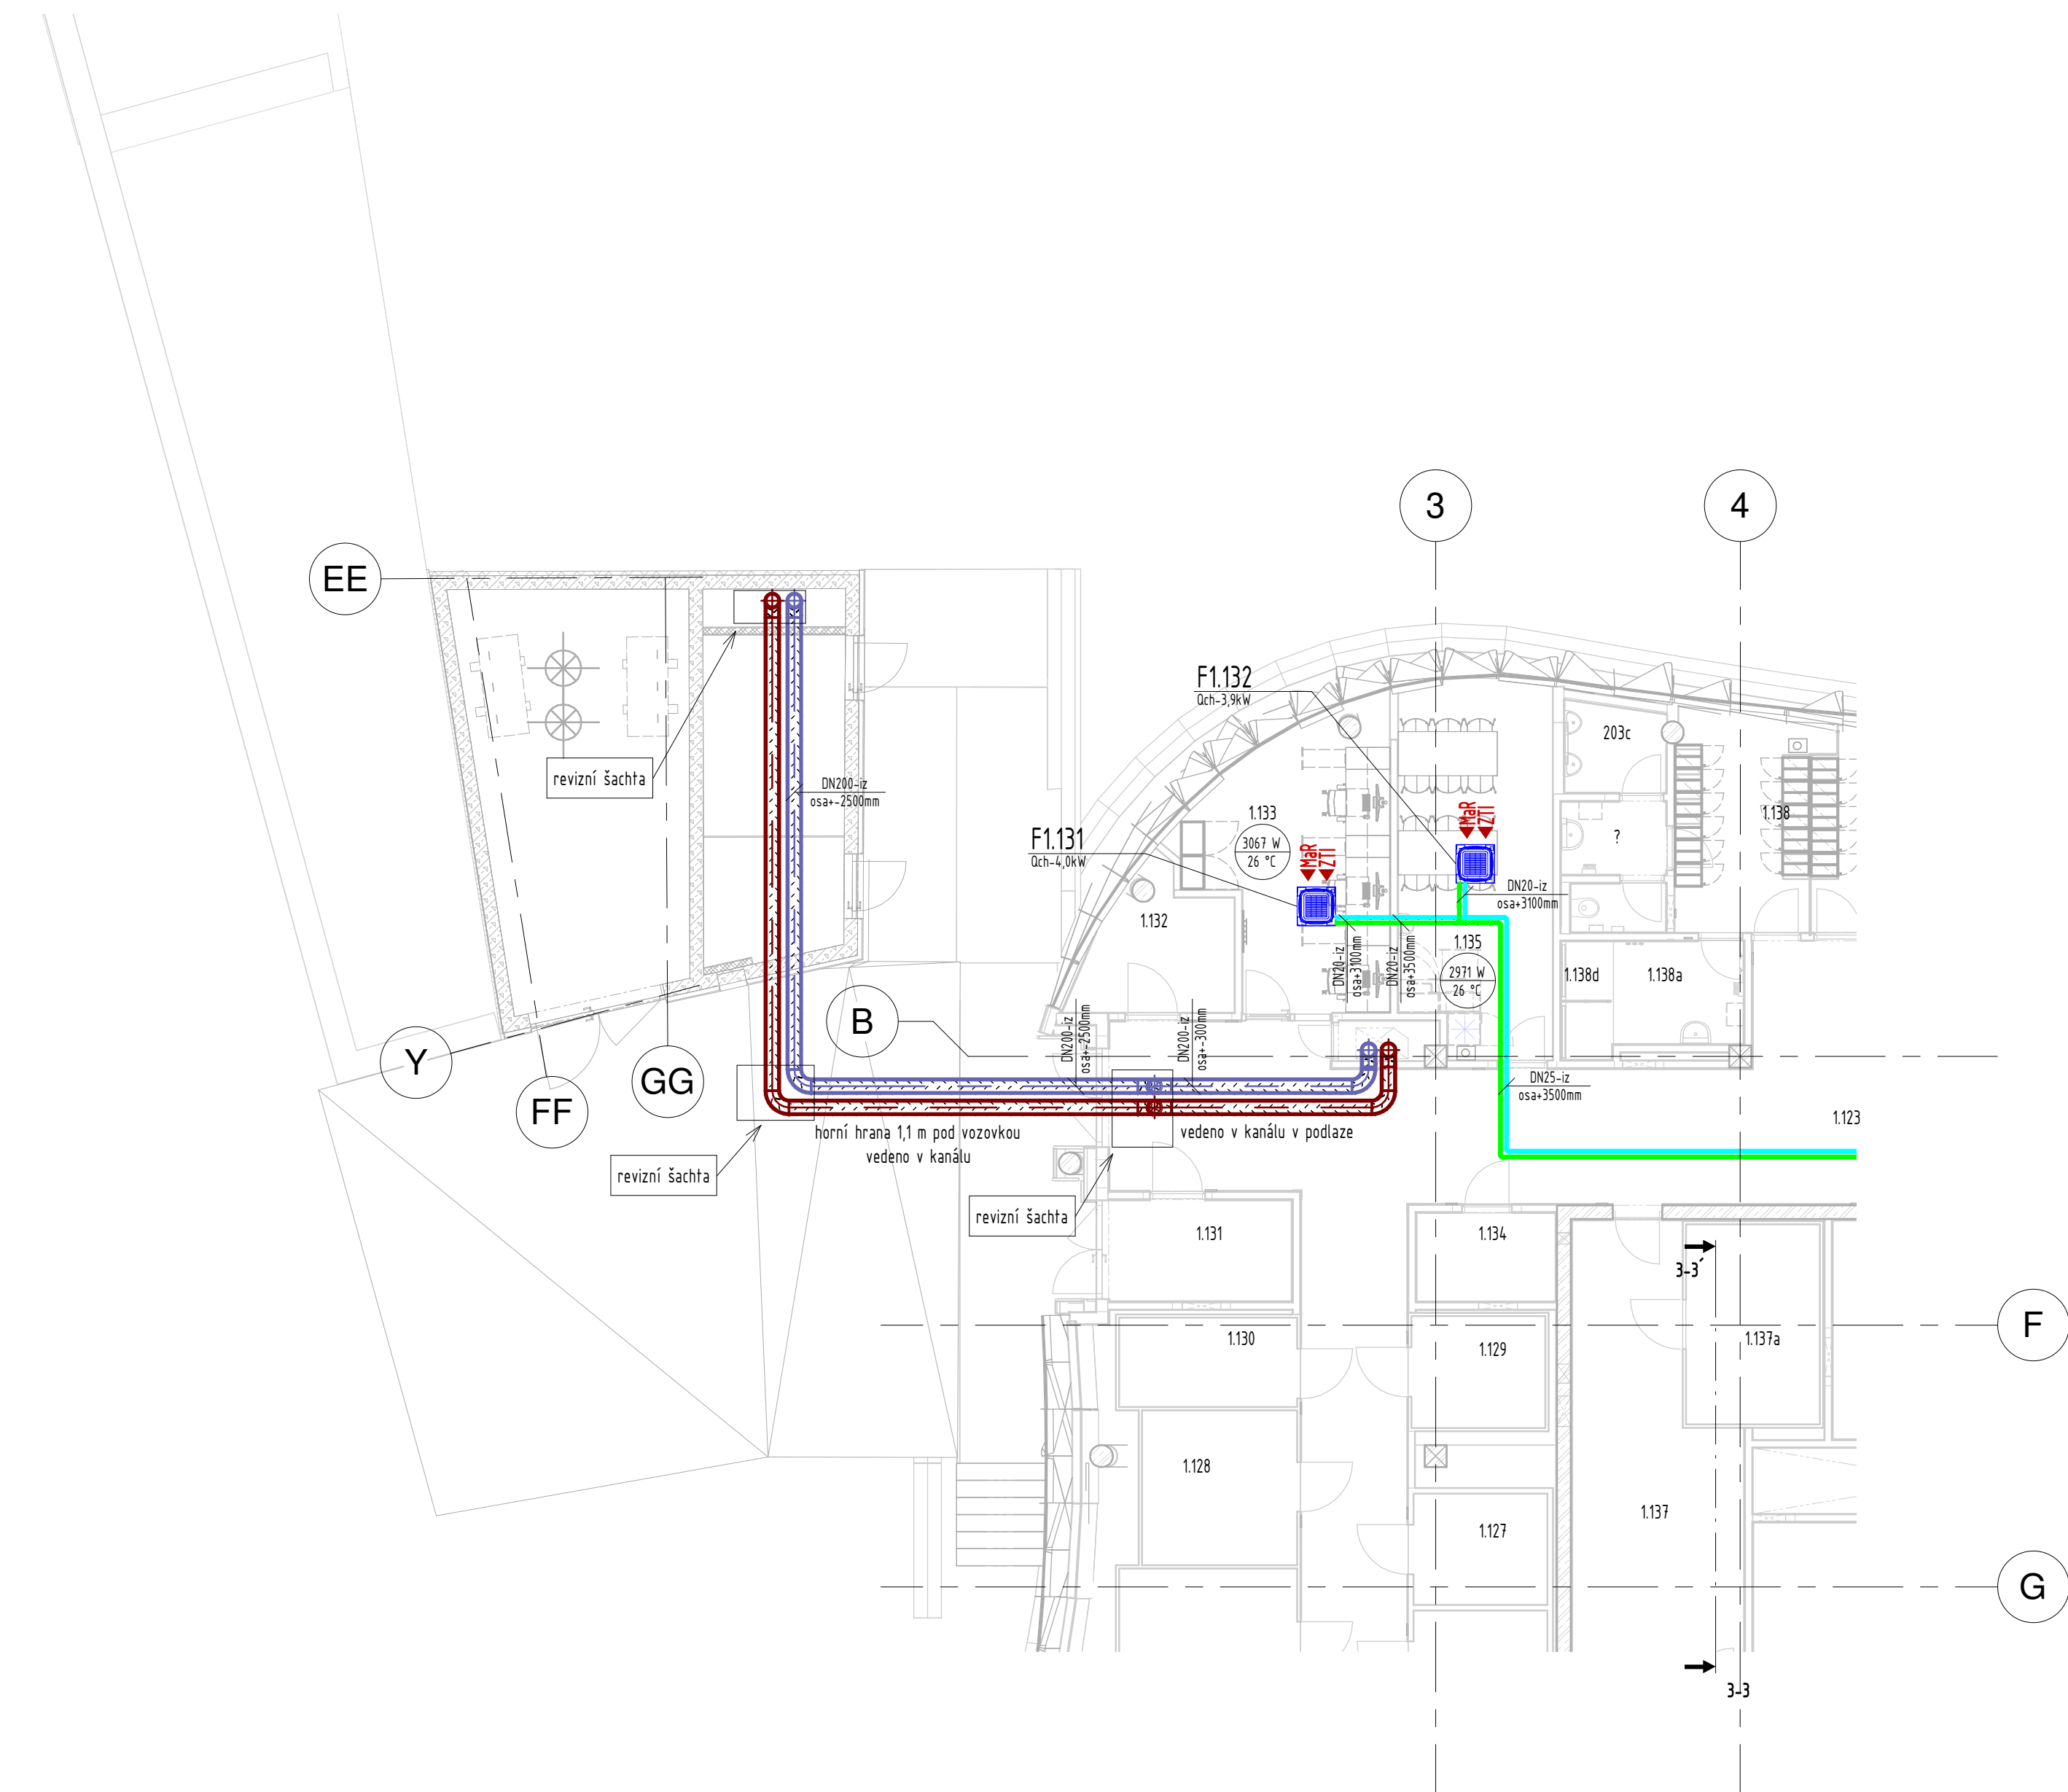 3
4
EE
F1.132
Qch-3,9kW
203c
revizní šachta
DN200-iz
osa+-2500mm
1.133
3067 W
26 °C
F1.131
Qch-4,0kW
MaR
ZTI
MaR
ZTI
1.138
?
DN20-iz
osa+3100mm
1.132
DN20-iz
osa+3100mm
DN20-iz
osa+3500mm
1.135
2971 W
26 °C
1.138d
1.138a
B
Y
GG
FF
DN200-iz
osa+-2500mm
DN200-iz
osa+-300mm
DN25-iz
osa+3500mm
1.123
horní hrana 1,1 m pod vozovkou
vedeno v kanálu
vedeno v kanálu v podlaze
revizní šachta
revizní šachta
1.131
1.134
3-3´
F
1.130
1.129
1.137a
1.128
1.127
1.137
G
3-3